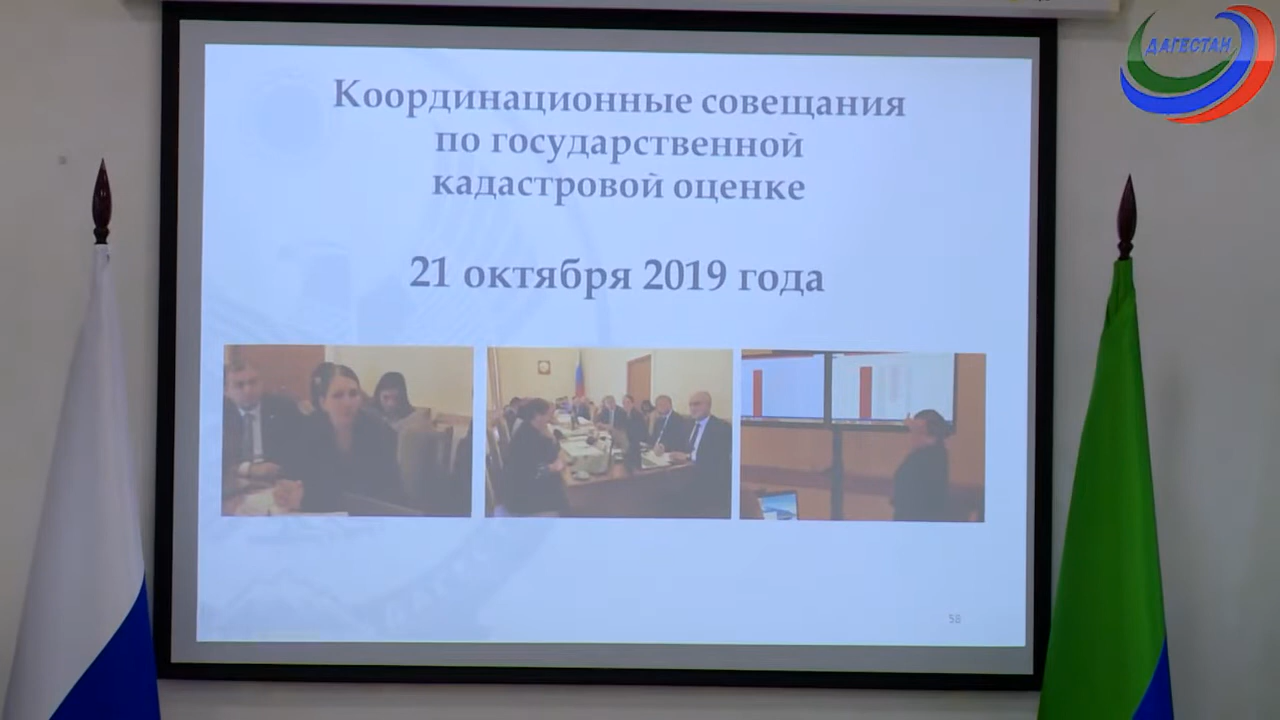 ДАГЕСТАН
Координационные совещания
по государственной
кадастровой оценке
21 октября 2019 года
58